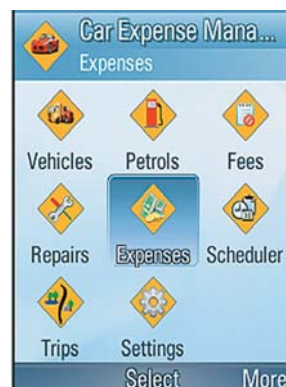 Car Expense Mana...
Expenses
Vehicles Petrols Fees
Repairs Expenses Scheduler
Trips Settings
Select More